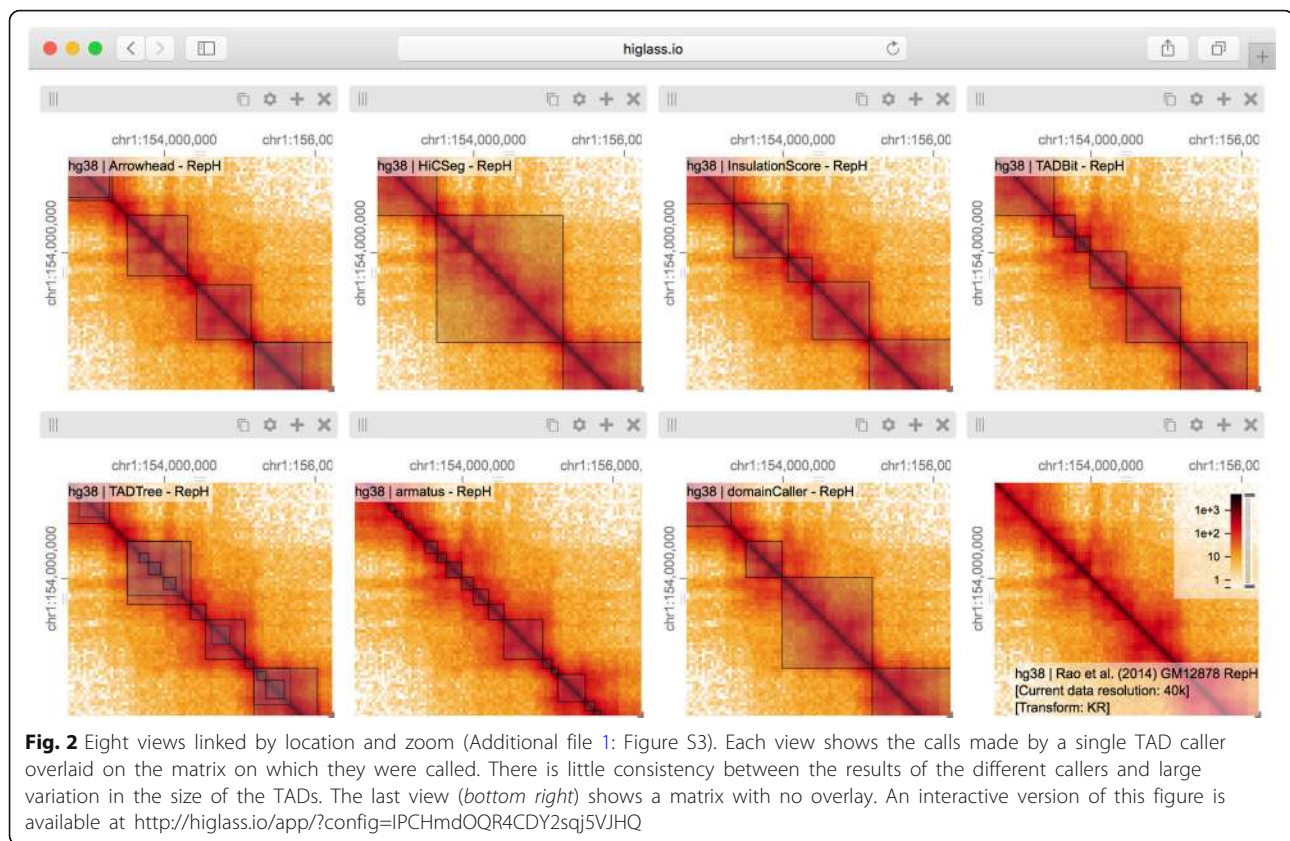 higlass.io
chr1:154,000,000 chr1:156,00
chr1:154,000,000
hg38 | Arrowhead - RepH
chr1:154,000,000 chr1:156,00
chr1:154,000,000
hg38 | HiCSeg - RepH
chr1:154,000,000 chr1:156,00
chr1:154,000,000
hg38 | InsulationScore - RepH
chr1:154,000,000 chr1:156,00
chr1:154,000,000
hg38 | TADBit - RepH
chr1:154,000,000 chr1:156,00
chr1:154,000,000
hg38 | TADTree - RepH
chr1:154,000,000 chr1:156,000,
chr1:154,000,000
hg38 | armatus - RepH
chr1:154,000,000 chr1:156,00
chr1:154,000,000
hg38 | domainCaller - RepH
chr1:154,000,000 chr1:156,00
chr1:154,000,000
1e+3
1e+2
10
1
hg38 | Rao et al. (2014) GM12878 RepH
[Current data resolution: 40k]
[Transform: KR]
Fig. 2 Eight views linked by location and zoom (Additional file 1: Figure S3). Each view shows the calls made by a single TAD caller
overlaid on the matrix on which they were called. There is little consistency between the results of the different callers and large
variation in the size of the TADs. The last view (bottom right) shows a matrix with no overlay. An interactive version of this figure is
available at http://higlass.io/app/?config=IPCHmdOQR4CDY2sqj5VJHQ